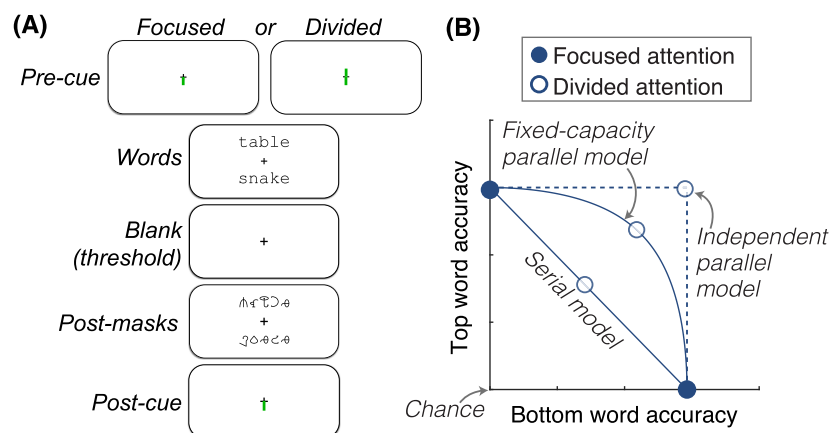 (A)
Focused or Divided
Pre-cue
Words
table
+
snake
Blank
(threshold)
+
Post-masks
+
Post-cue
(B)
Focused attention
Divided attention
Fixed-capacity
parallel model
Independent
parallel
model
Serial model
Top word accuracy
Chance
Bottom word accuracy